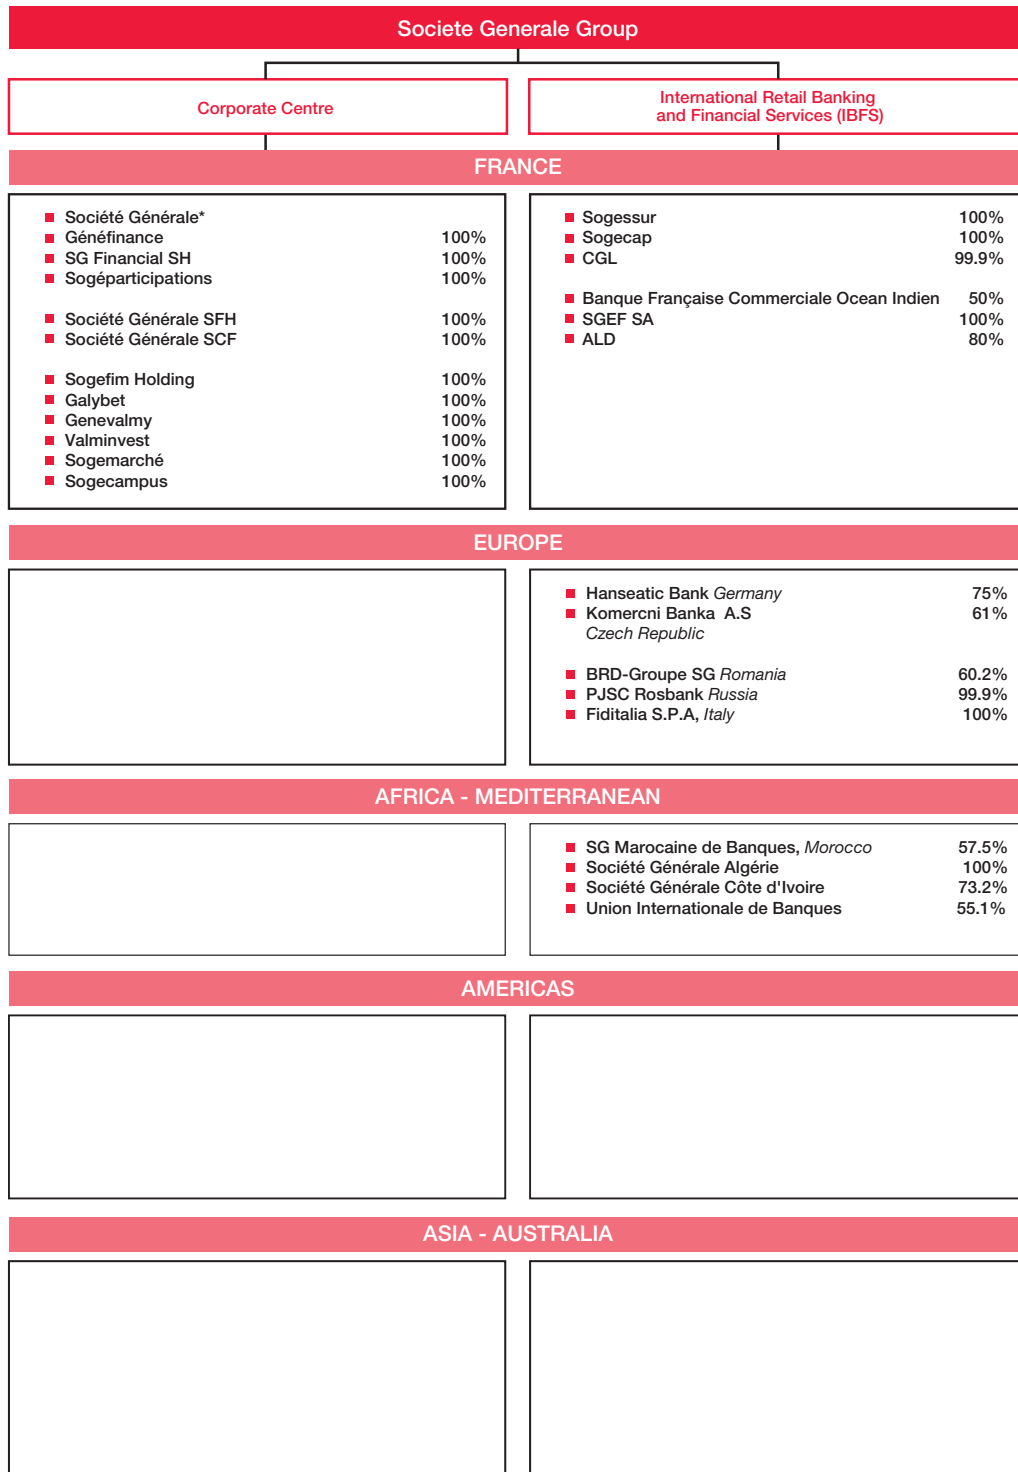 Societe Generale Group
Corporate Centre
International Retail Banking
and Financial Services (IBFS)
FRANCE
Société Générale*
Généfinance 100%
SG Financial SH 100%
Sogéparticipations 100%
Société Générale SFH 100%
Société Générale SCF 100%
Sogefim Holding 100%
Galybet 100%
Genevalmy 100%
Valminvest 100%
Sogemarché 100%
Sogecampus 100%
Sogessur 100%
Sogecap 100%
CGL 99.9%
Banque Française Commerciale Ocean Indien 50%
SGEF SA 100%
ALD 80%
EUROPE
Hanseatic Bank Germany 75%
Komercni Banka A.S 61%
Czech Republic
BRD-Groupe SG Romania 60.2%
PJSC Rosbank Russia 99.9%
Fiditalia S.P.A, Italy 100%
AFRICA - MEDITERRANEAN
SG Marocaine de Banques, Morocco 57.5%
Société Générale Algérie 100%
Société Générale Côte d'Ivoire 73.2%
Union Internationale de Banques 55.1%
AMERICAS
ASIA - AUSTRALIA